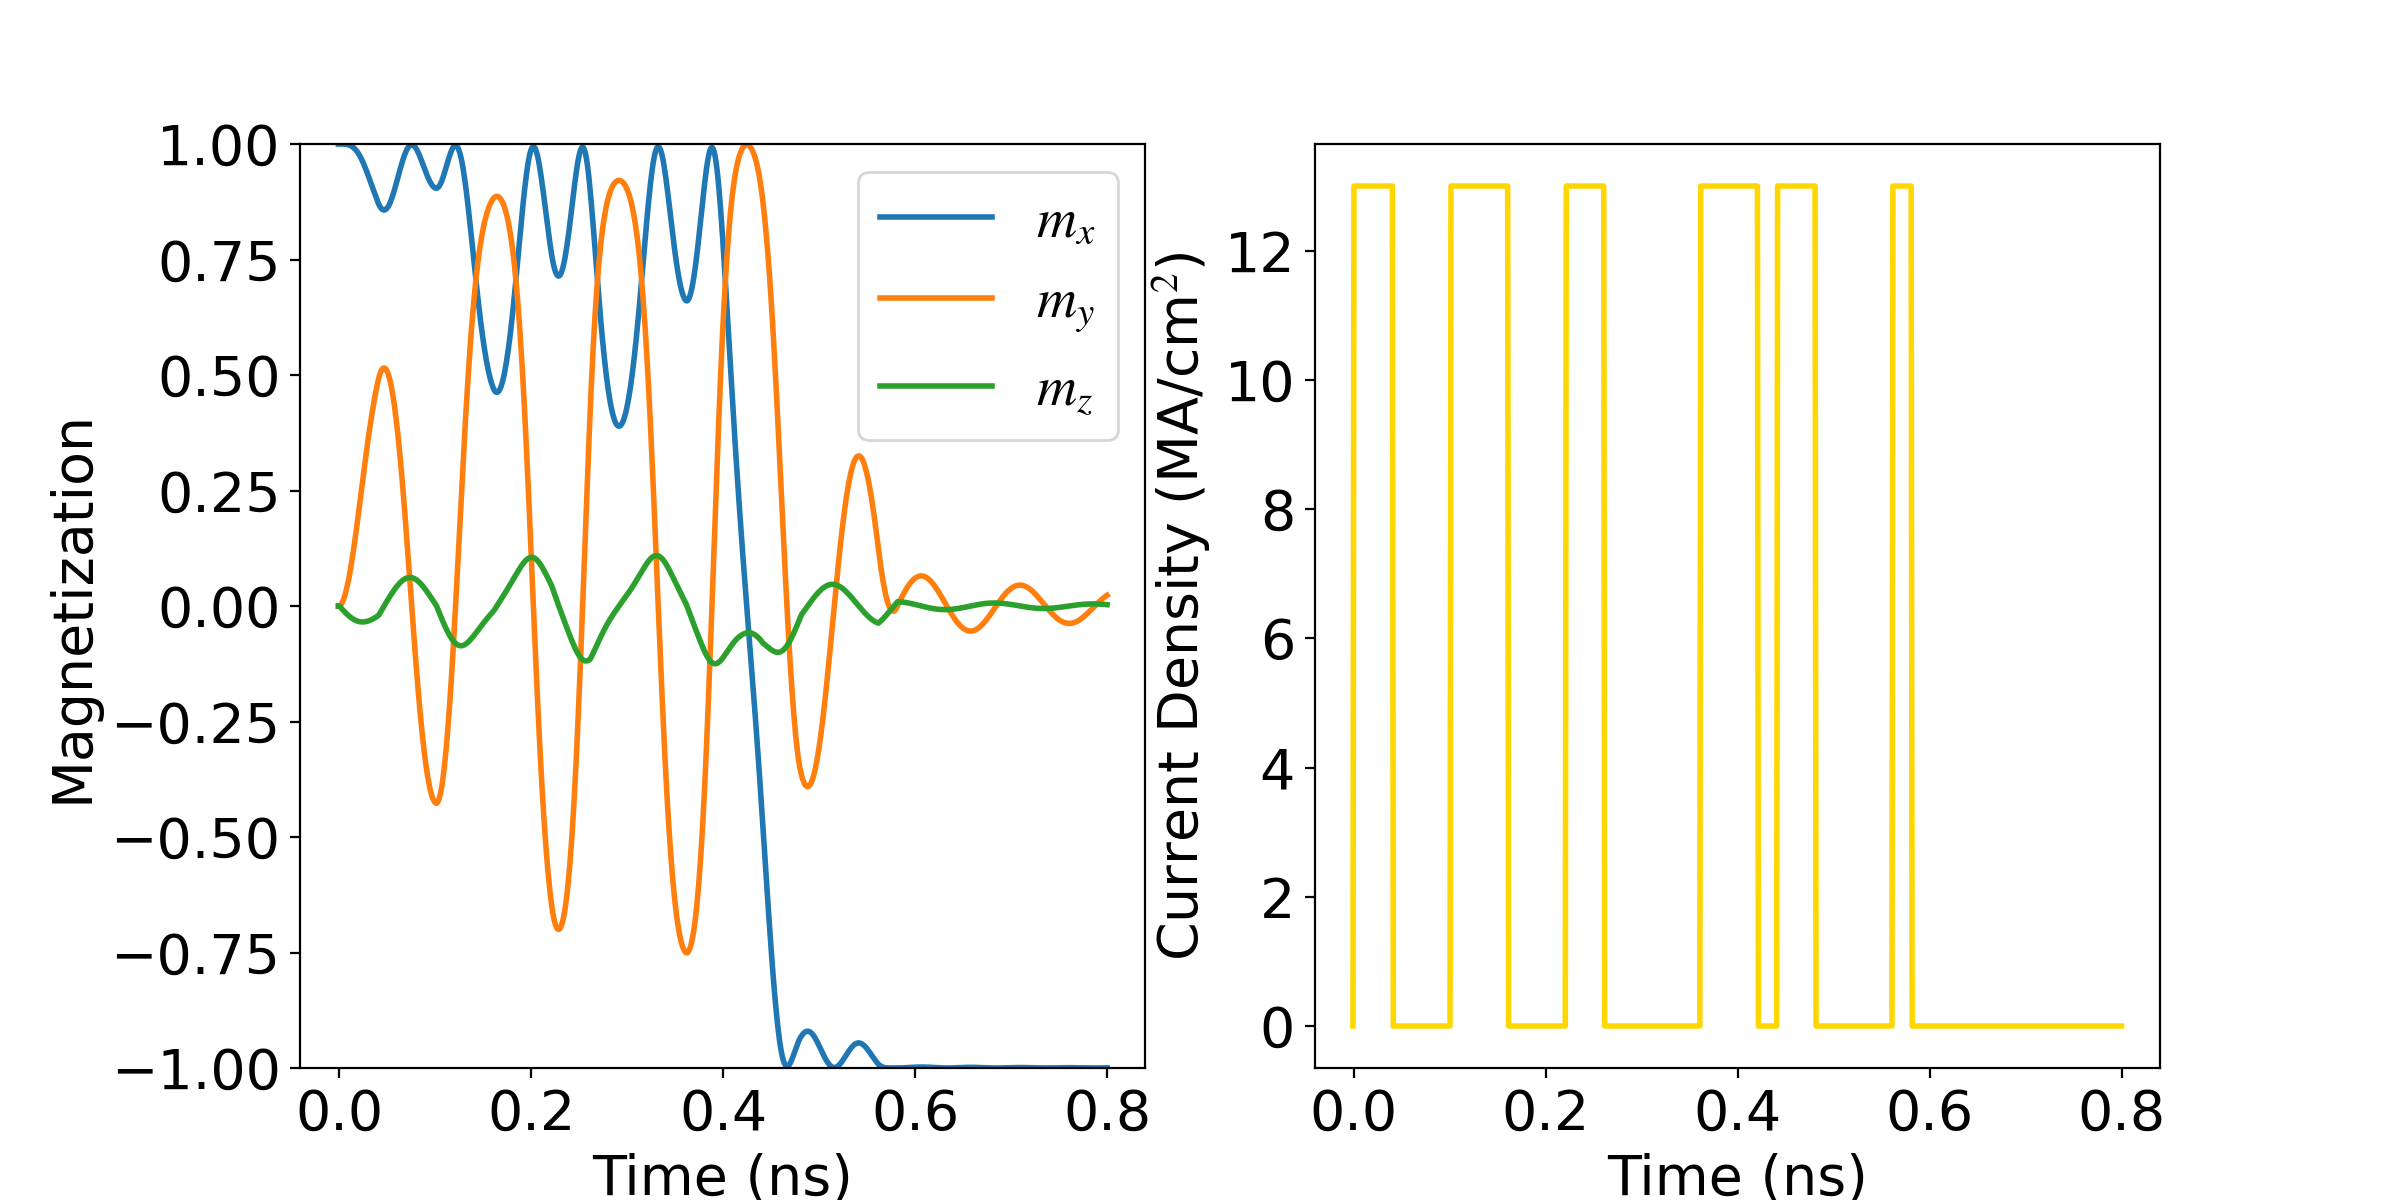 Magnetization
1.00
0.75
0.50
0.25
0.00
−0.25
−0.50
−0.75
−1.00
0.0 0.2 0.4 0.6 0.8
Time (ns)
m_x
m_y
m_z
Current Density (MA/cm²)
12
10
8
6
4
2
0
0.0 0.2 0.4 0.6 0.8
Time (ns)